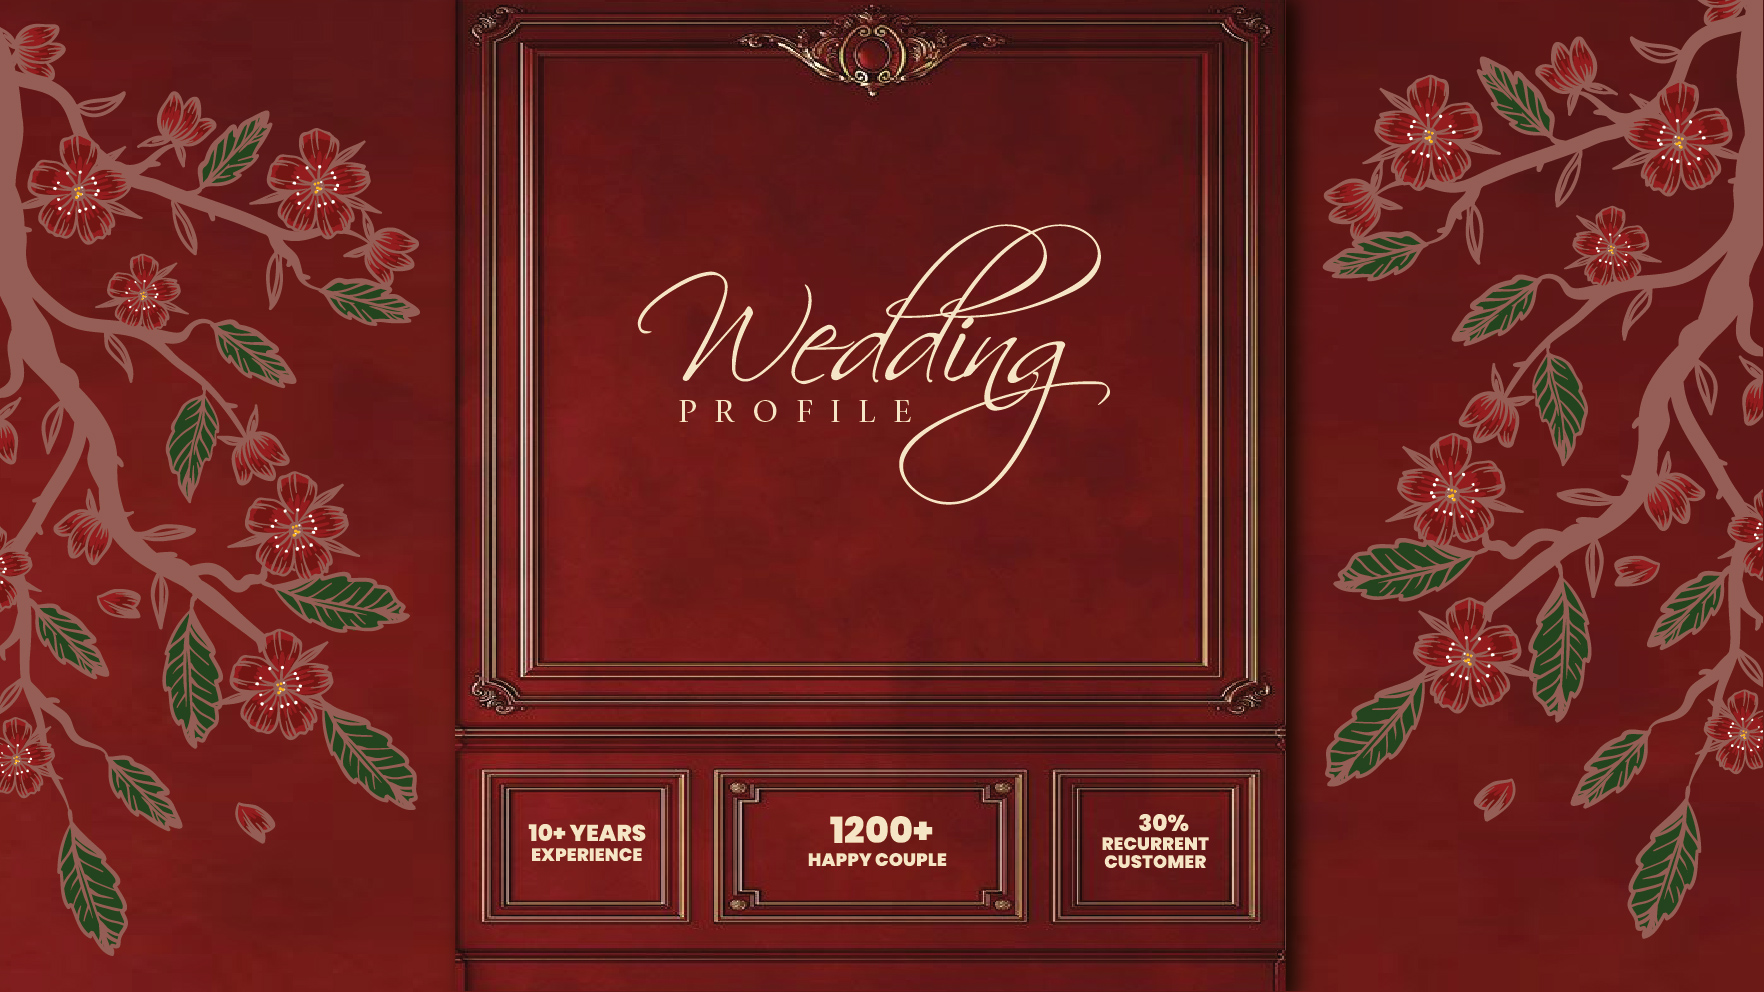 Wedding
PROFILE
10+ YEARS
EXPERIENCE
1200+
HAPPY COUPLE
30%
RECURRENT
CUSTOMER